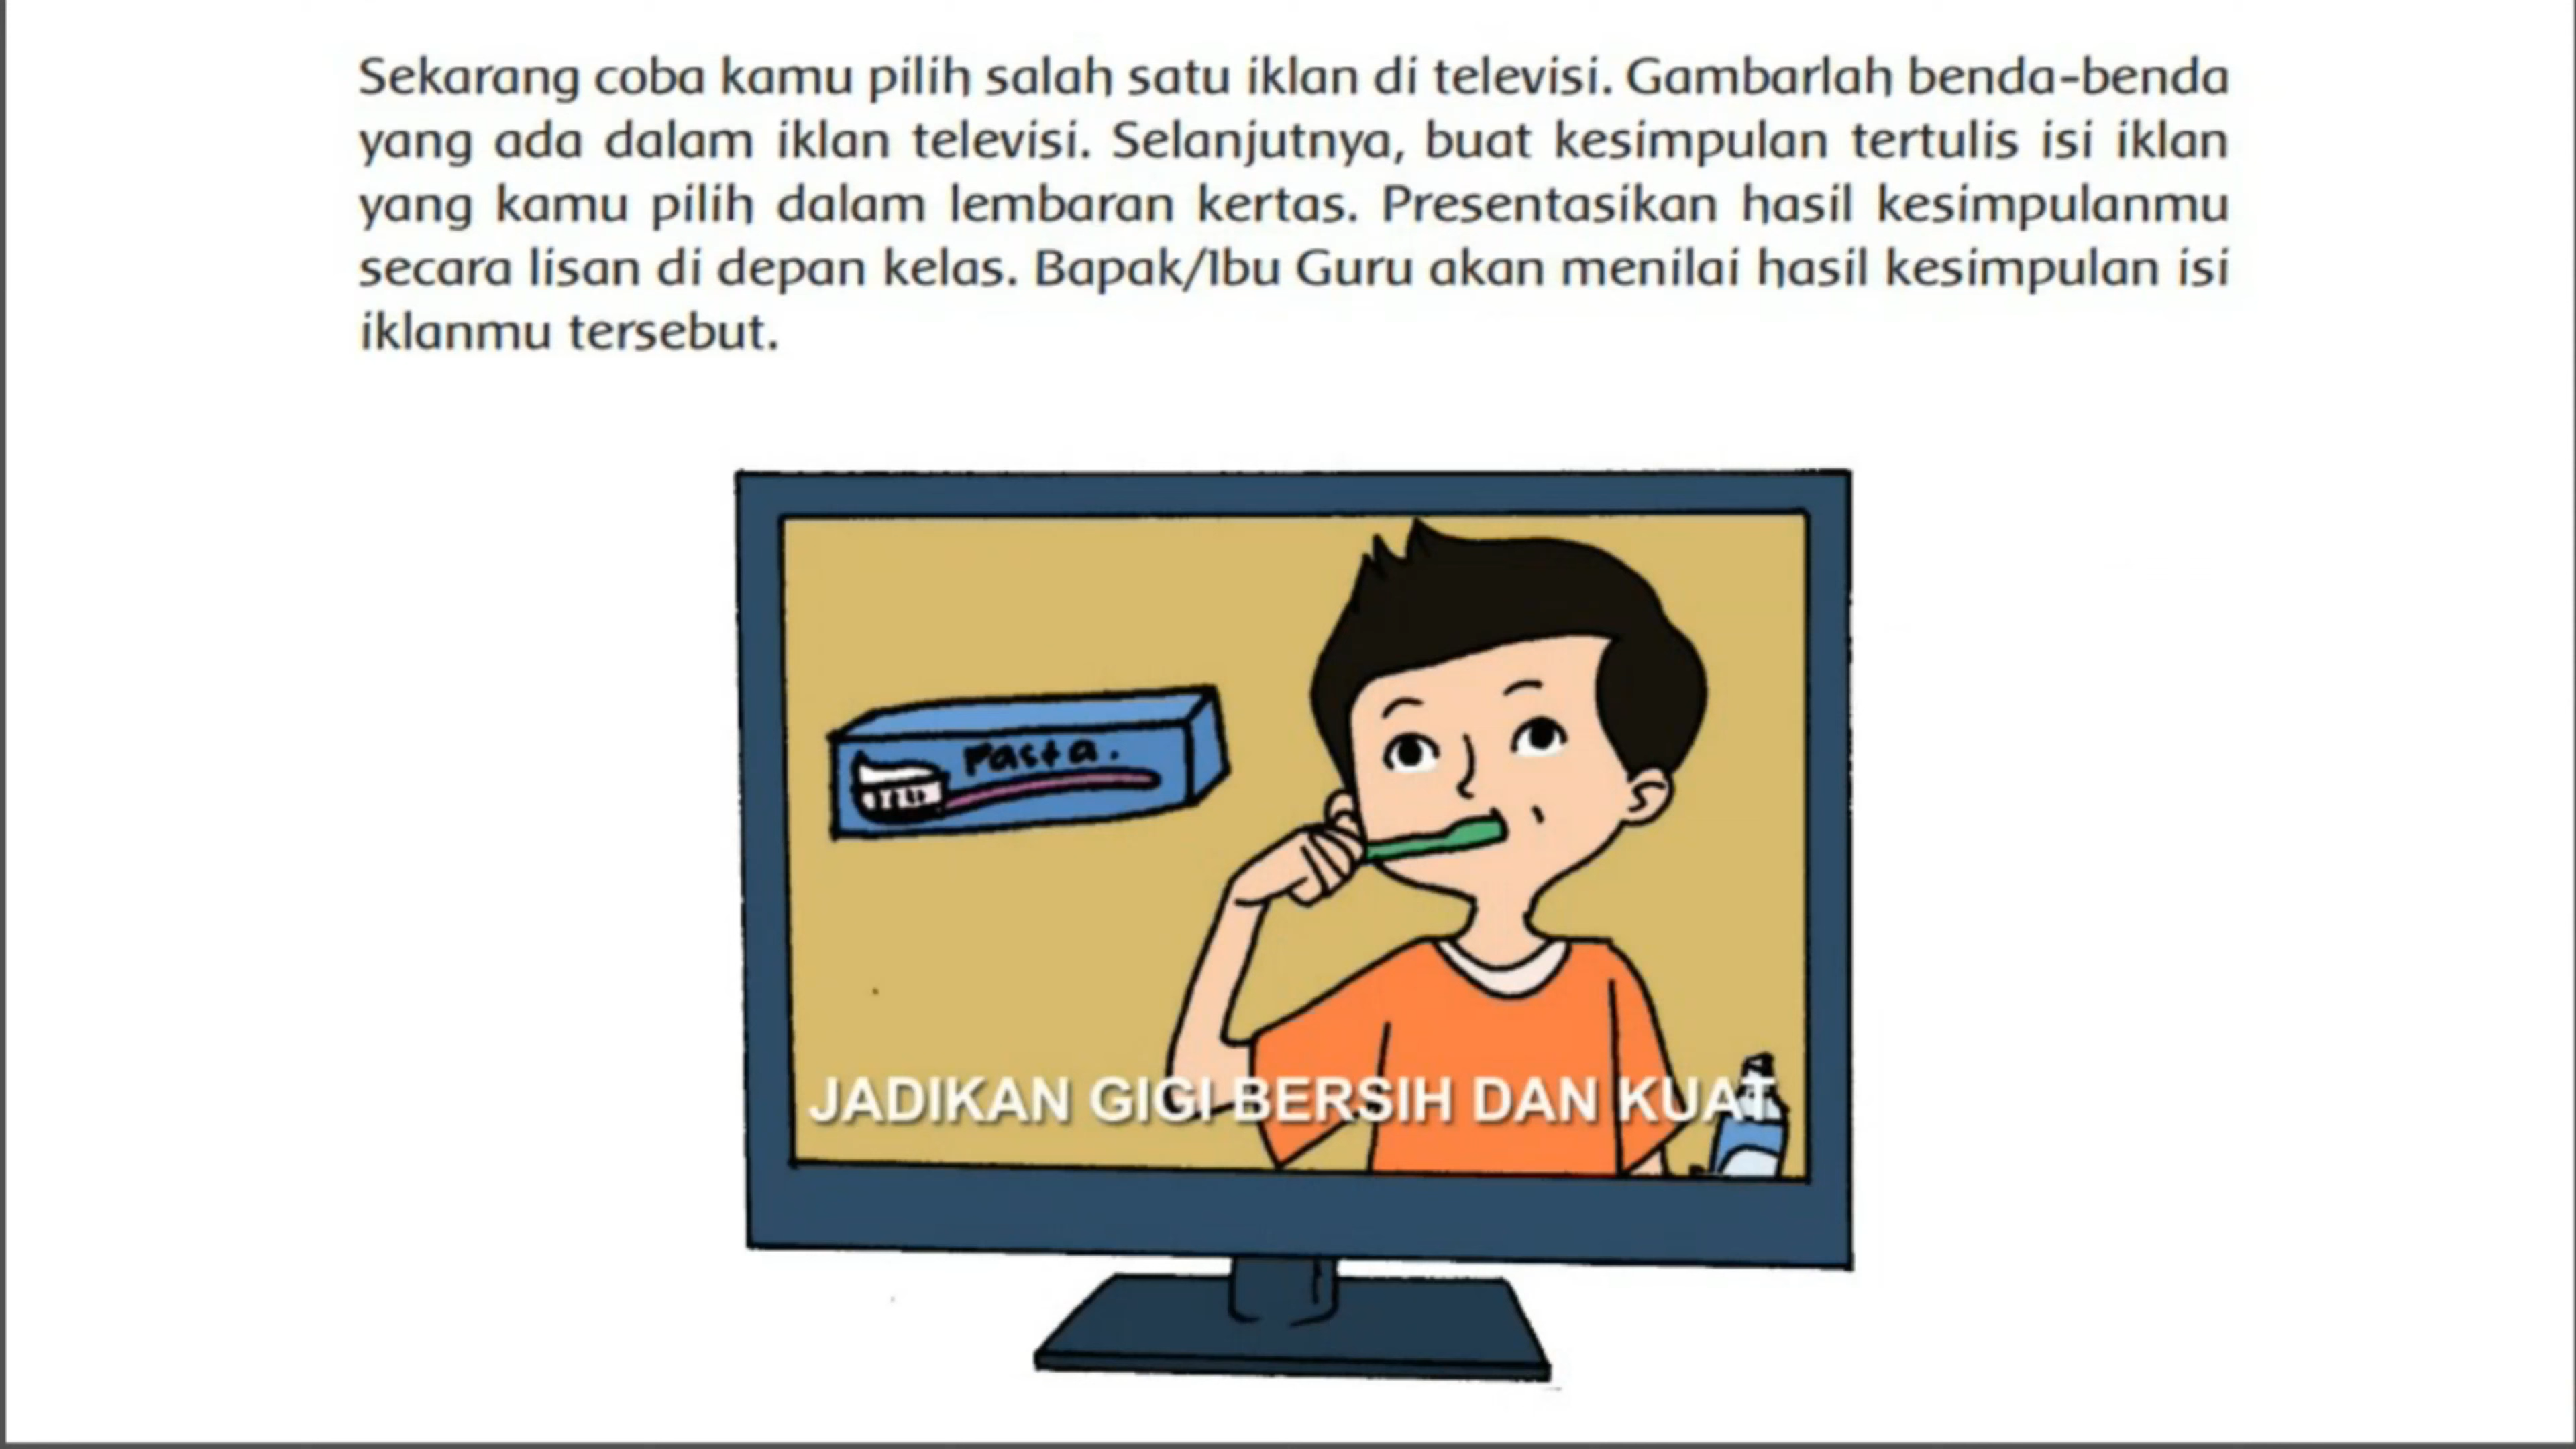 Sekarang coba kamu pilih salah satu iklan di televisi. Gambarlah benda-benda
yang ada dalam iklan televisi. Selanjutnya, buat kesimpulan tertulis isi iklan
yang kamu pilih dalam lembaran kertas. Presentasikan hasil kesimpulanmu
secara lisan di depan kelas. Bapak/Ibu Guru akan menilai hasil kesimpulan isi
iklanmu tersebut.
Pasta.
JADIKAN GIGI BERSIH DAN KUAT